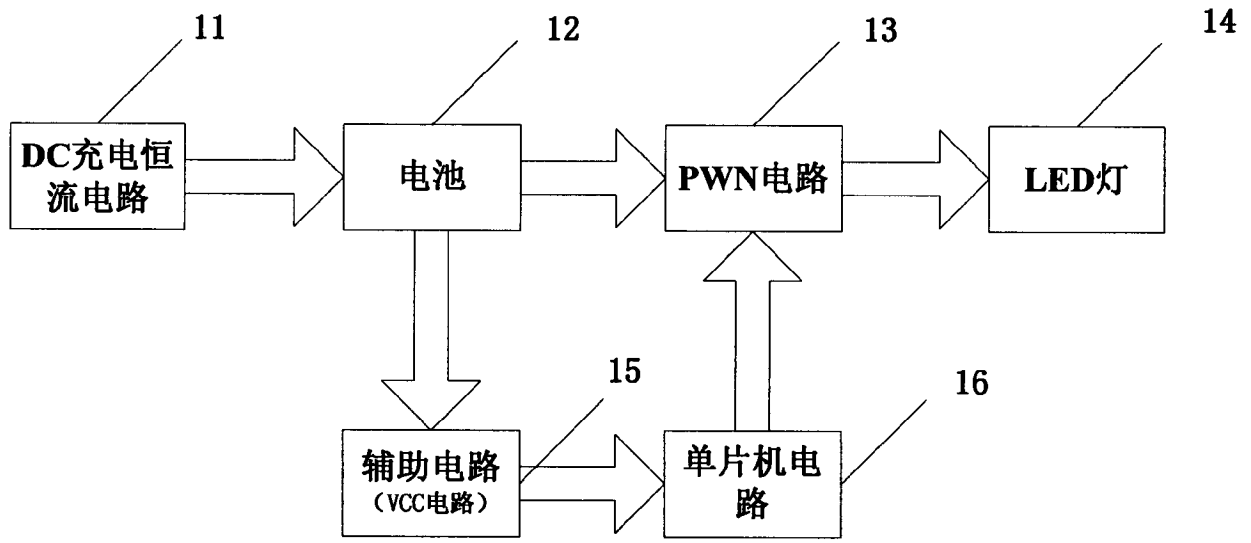 11
12
13
14
DC充电恒
流电路
电池
PWN电路
LED灯
15
16
辅助电路
（VCC电路）
单片机电
路